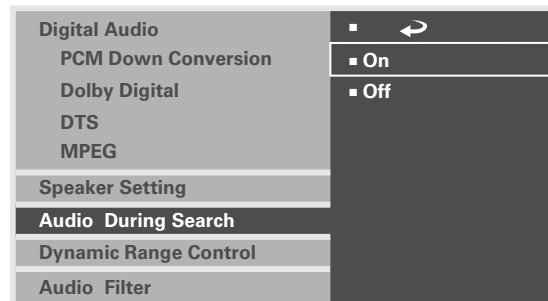 Digital Audio
PCM Down Conversion
Dolby Digital
DTS
MPEG
Speaker Setting
Audio During Search
Dynamic Range Control
Audio Filter
On
Off